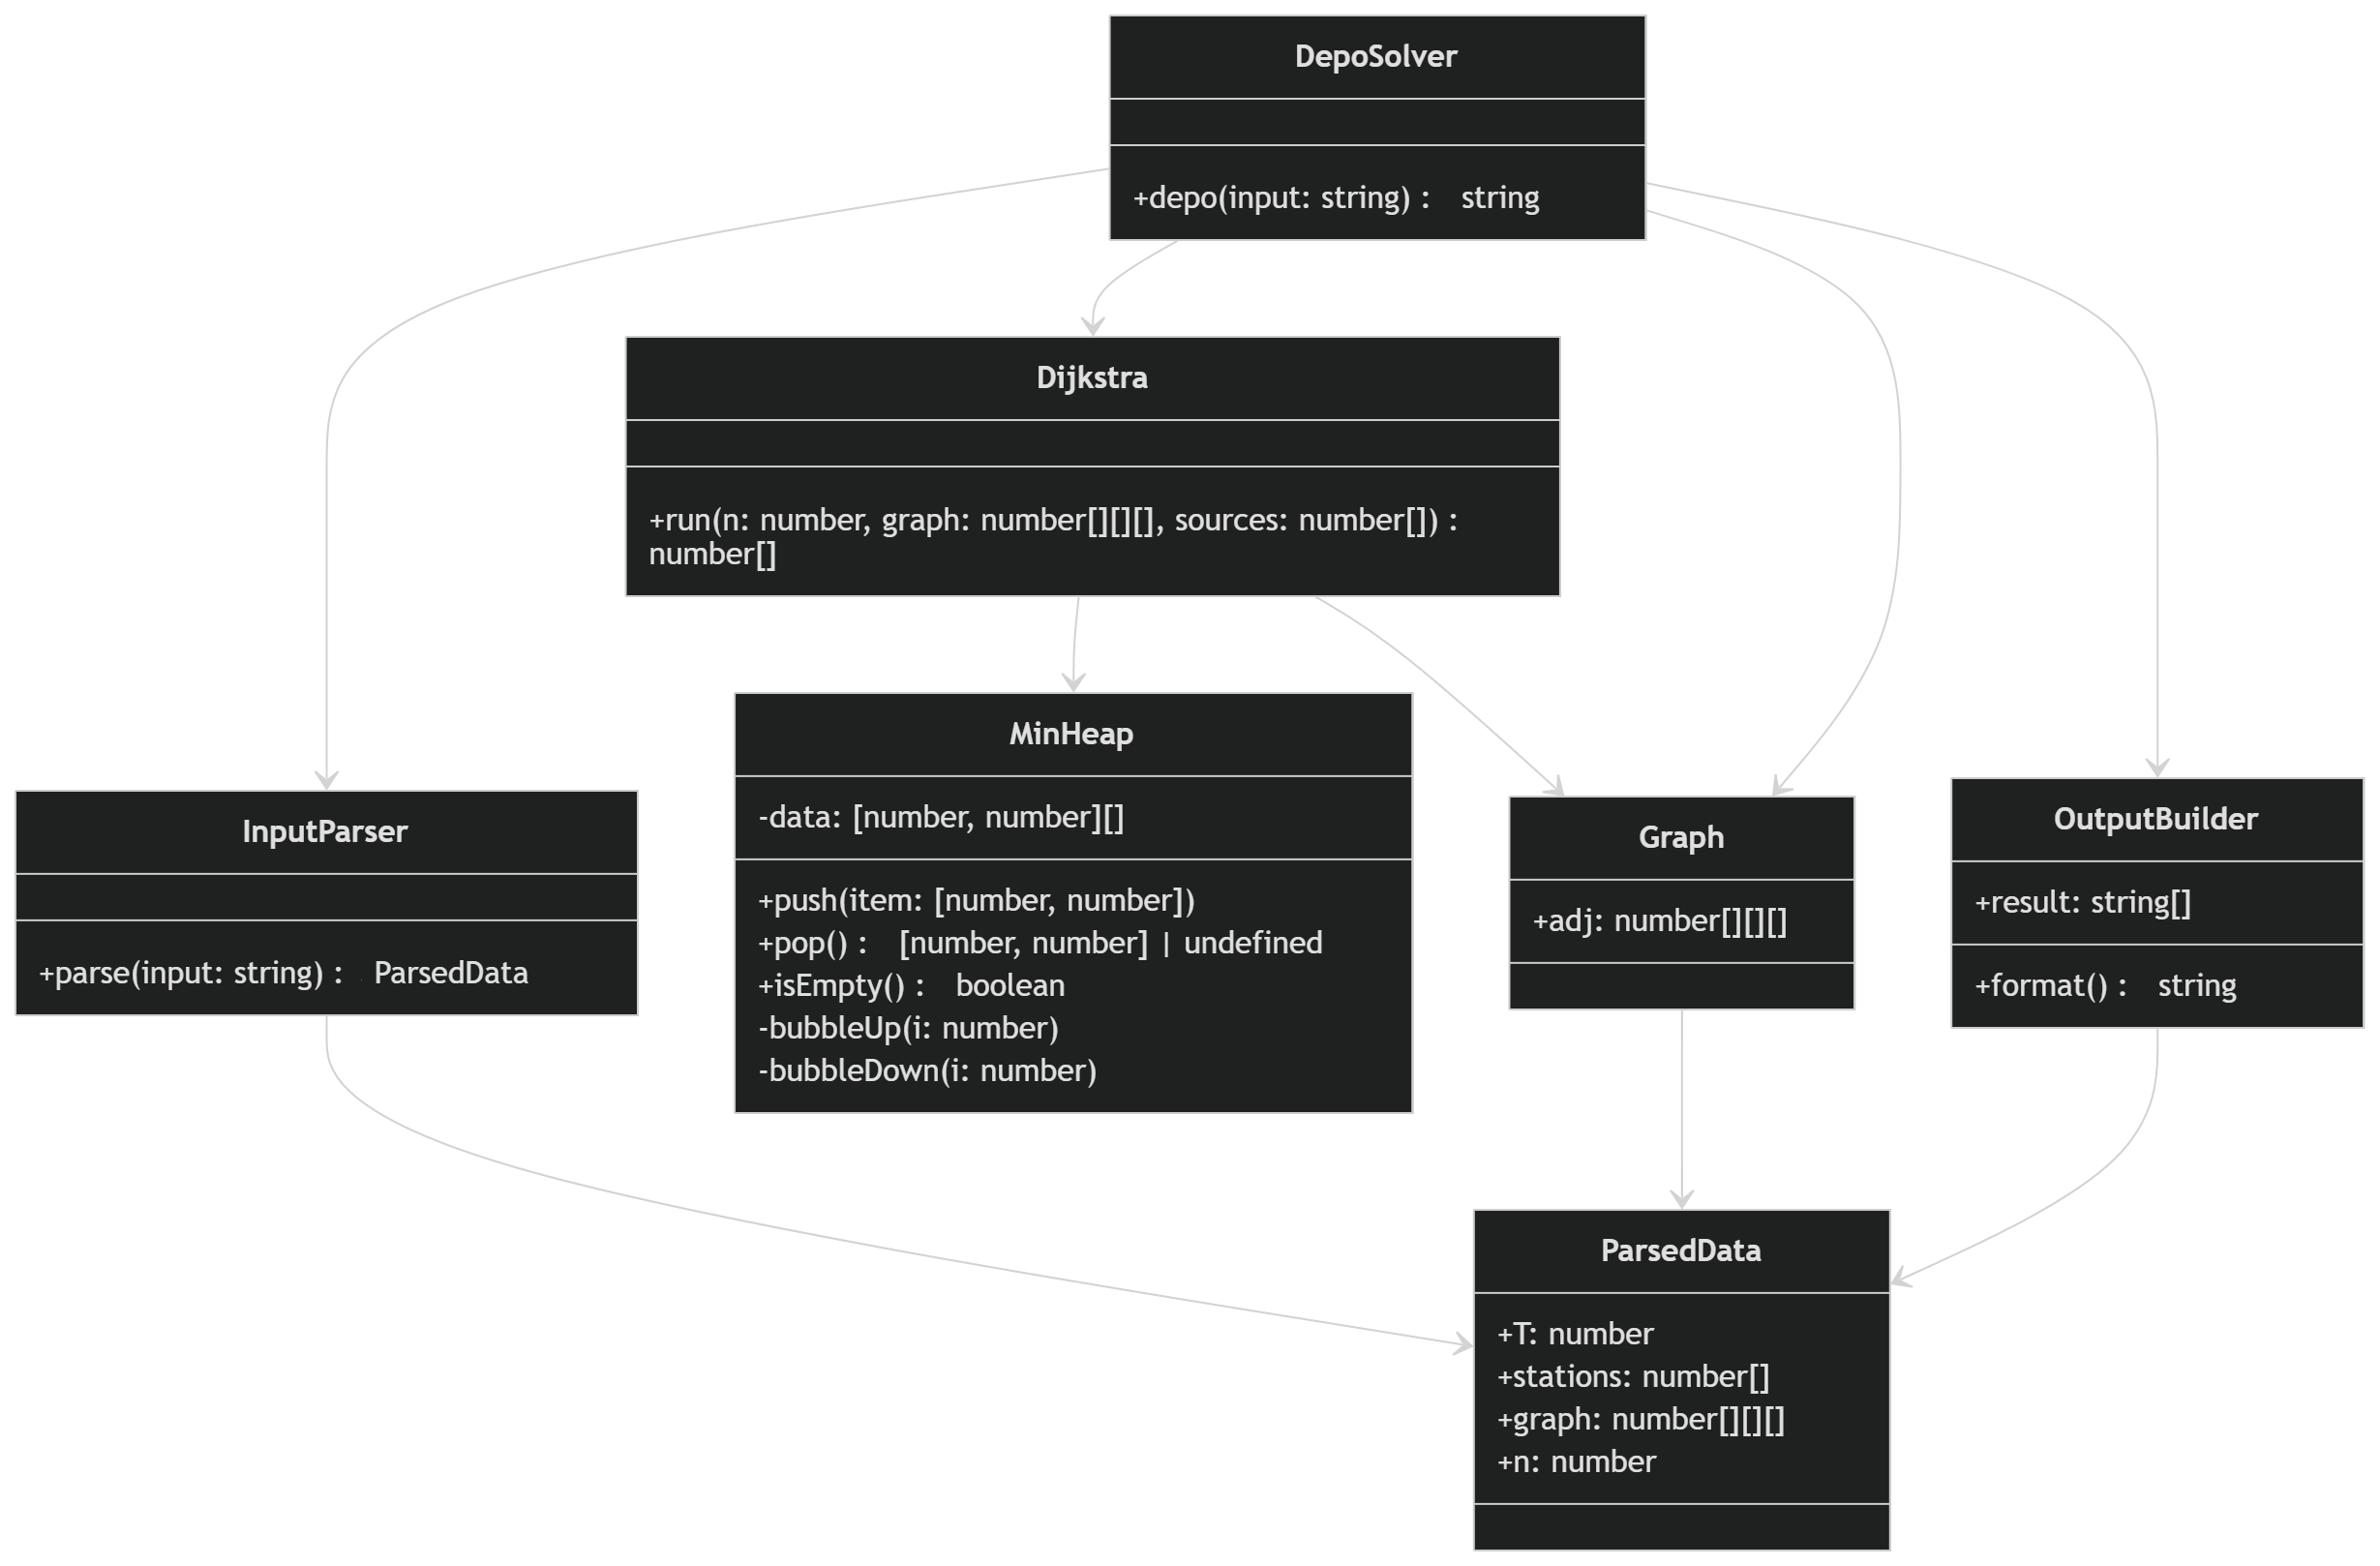 DepoSolver
+depo(input: string) : string
Dijkstra
+run(n: number, graph: number[][][], sources: number[]) :
number[]
MinHeap
-data: [number, number][]
+push(item: [number, number])
+pop() : [number, number] | undefined
+isEmpty() : boolean
-bubbleUp(i: number)
-bubbleDown(i: number)
InputParser
+parse(input: string) : ParsedData
Graph
+adj: number[][][]
OutputBuilder
+result: string[]
+format() : string
ParsedData
+T: number
+stations: number[]
+graph: number[][][]
+n: number